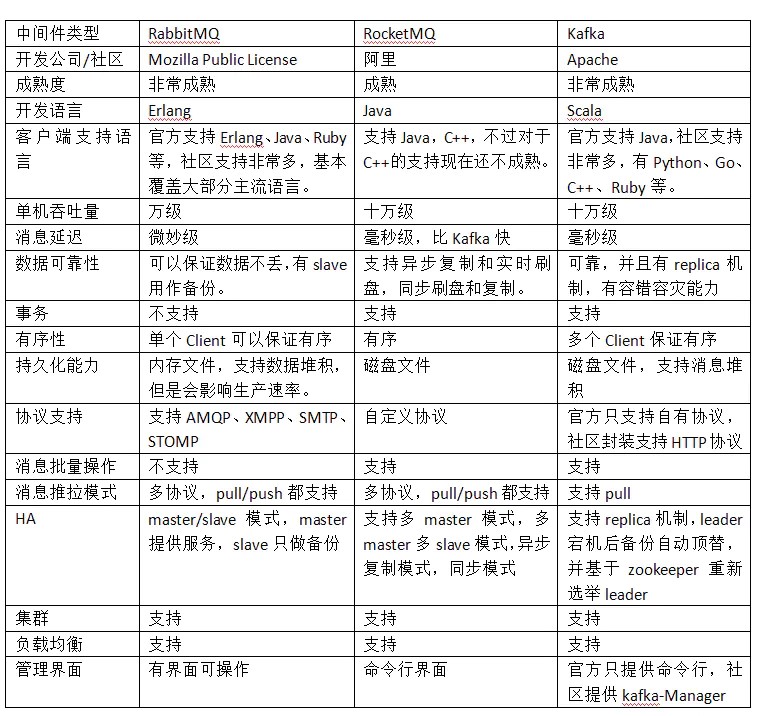 中间件类型 RabbitMQ RocketMQ Kafka
开发公司/社区 Mozilla Public License 阿里 Apache
成熟度 非常成熟 成熟 非常成熟
开发语言 Erlang Java Scala
客户端支持语言
官方支持 Erlang、Java、Ruby
等，社区支持非常多，基本
覆盖大部分主流语言。
支持 Java，C++，不过对于
C++的支持现在还不成熟。
官方支持 Java，社区支持
非常多，有 Python、Go、
C++、Ruby 等。
单机吞吐量 万级 十万级 十万级
消息延迟 微妙级 毫秒级，比 Kafka 快 毫秒级
数据可靠性
可以保证数据不丢，有 slave
用作备份。
支持异步复制和实时刷
盘，同步刷盘和复制。
可靠，并且有 replica 机
制，有容错容灾能力
事务 不支持 支持 支持
有序性 单个 Client 可以保证有序 有序 多个 Client 保证有序
持久化能力
内存文件，支持数据堆积，
但是会影响生产速率。
磁盘文件
磁盘文件，支持消息堆
积
协议支持
支持 AMQP、XMPP、SMTP、
STOMP
自定义协议
官方只支持自有协议，
社区封装支持 HTTP 协议
消息批量操作 不支持 支持 支持
消息推拉模式 多协议，pull/push 都支持 多协议，pull/push 都支持 支持 pull
HA
master/slave 模式，master
提供服务，slave 只做备份
支持多 master 模式，多
master 多 slave 模式，异步
复制模式，同步模式
支持 replica 机制，leader
宕机后备份自动顶替，
并基于 zookeeper 重新
选举 leader
集群 支持 支持 支持
负载均衡 支持 支持 支持
管理界面 有界面可操作 命令行界面
官方只提供命令行，社
区提供 kafka-Manager